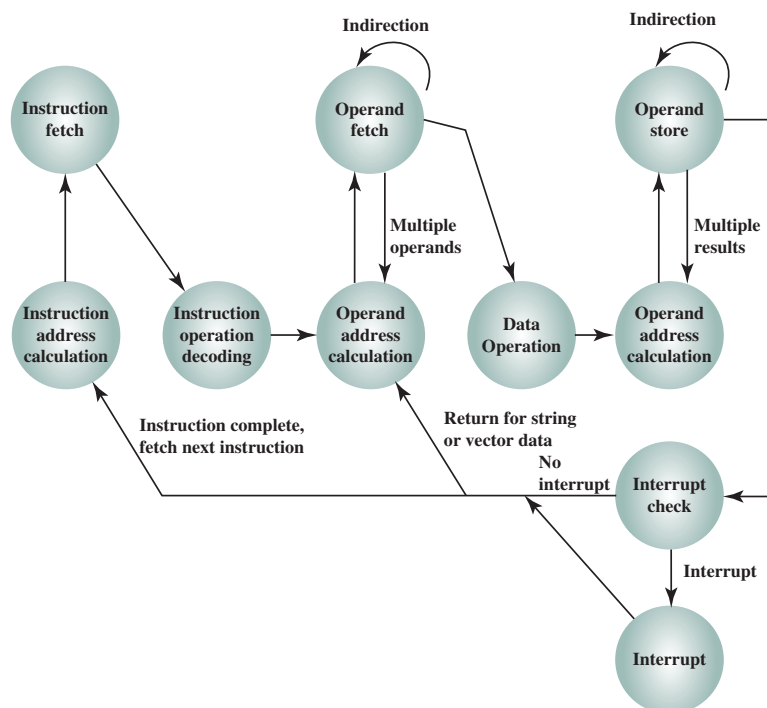 Indirection
Indirection
Instruction
fetch
Operand
fetch
Operand
store
Multiple
operands
Multiple
results
Instruction
address
calculation
Instruction
operation
decoding
Operand
address
calculation
Data
Operation
Operand
address
calculation
Instruction complete,
fetch next instruction
Return for string
or vector data
No
interrupt
Interrupt
check
Interrupt
Interrupt